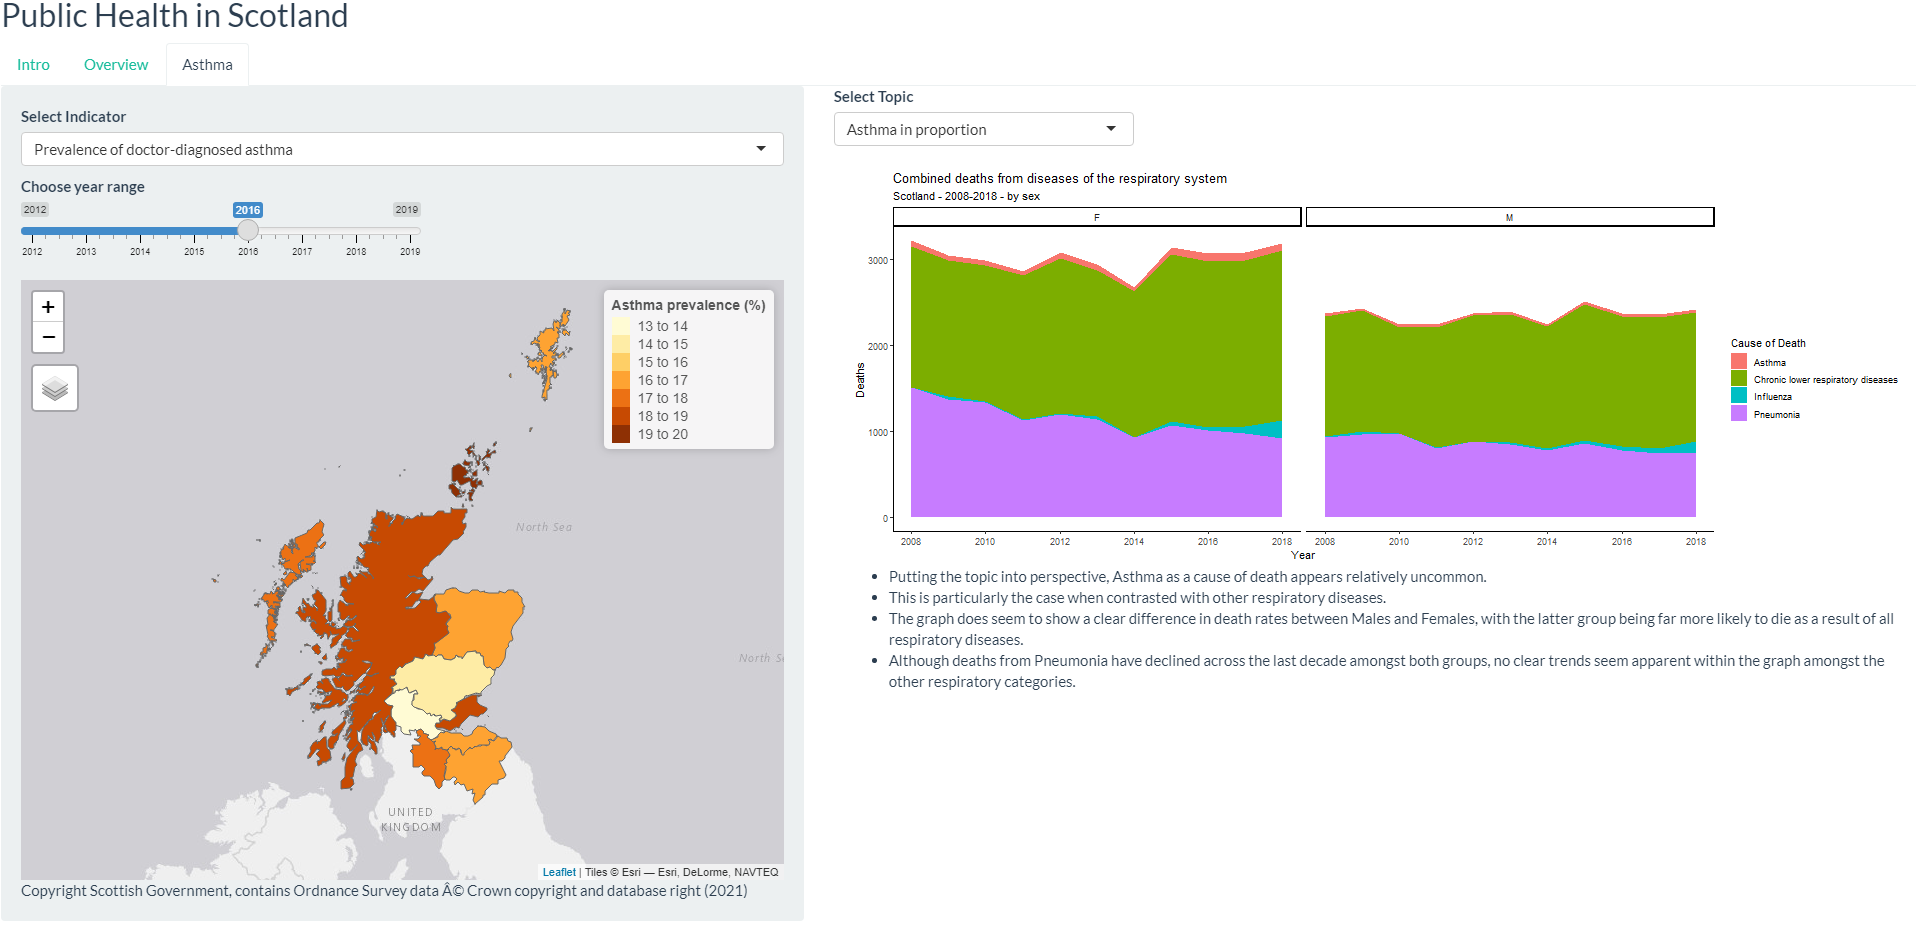 Public Health in Scotland
Intro
Overview
Asthma
Select Indicator
Prevalence of doctor-diagnosed asthma
Choose year range
2012
2016
2019
2012 2013 2014 2015 2016 2017 2018 2019
+
−
Asthma prevalence (%)
13 to 14
14 to 15
15 to 16
16 to 17
17 to 18
18 to 19
19 to 20
North Sea
North S
UNITED
KINGDOM
Leaflet | Tiles © Esri — Esri, DeLorme, NAVTEQ
Copyright Scottish Government, contains Ordnance Survey data Â© Crown copyright and database right (2021)
Select Topic
Asthma in proportion
Combined deaths from diseases of the respiratory system
Scotland - 2008-2018 - by sex
F
M
3000
2000
1000
0
Deaths
2008 2010 2012 2014 2016 2018
2008 2010 2012 2014 2016 2018
Year
Cause of Death
Asthma
Chronic lower respiratory diseases
Influenza
Pneumonia
• Putting the topic into perspective, Asthma as a cause of death appears relatively uncommon.
• This is particularly the case when contrasted with other respiratory diseases.
• The graph does seem to show a clear difference in death rates between Males and Females, with the latter group being far more likely to die as a result of all
respiratory diseases.
• Although deaths from Pneumonia have declined across the last decade amongst both groups, no clear trends seem apparent within the graph amongst the
other respiratory categories.